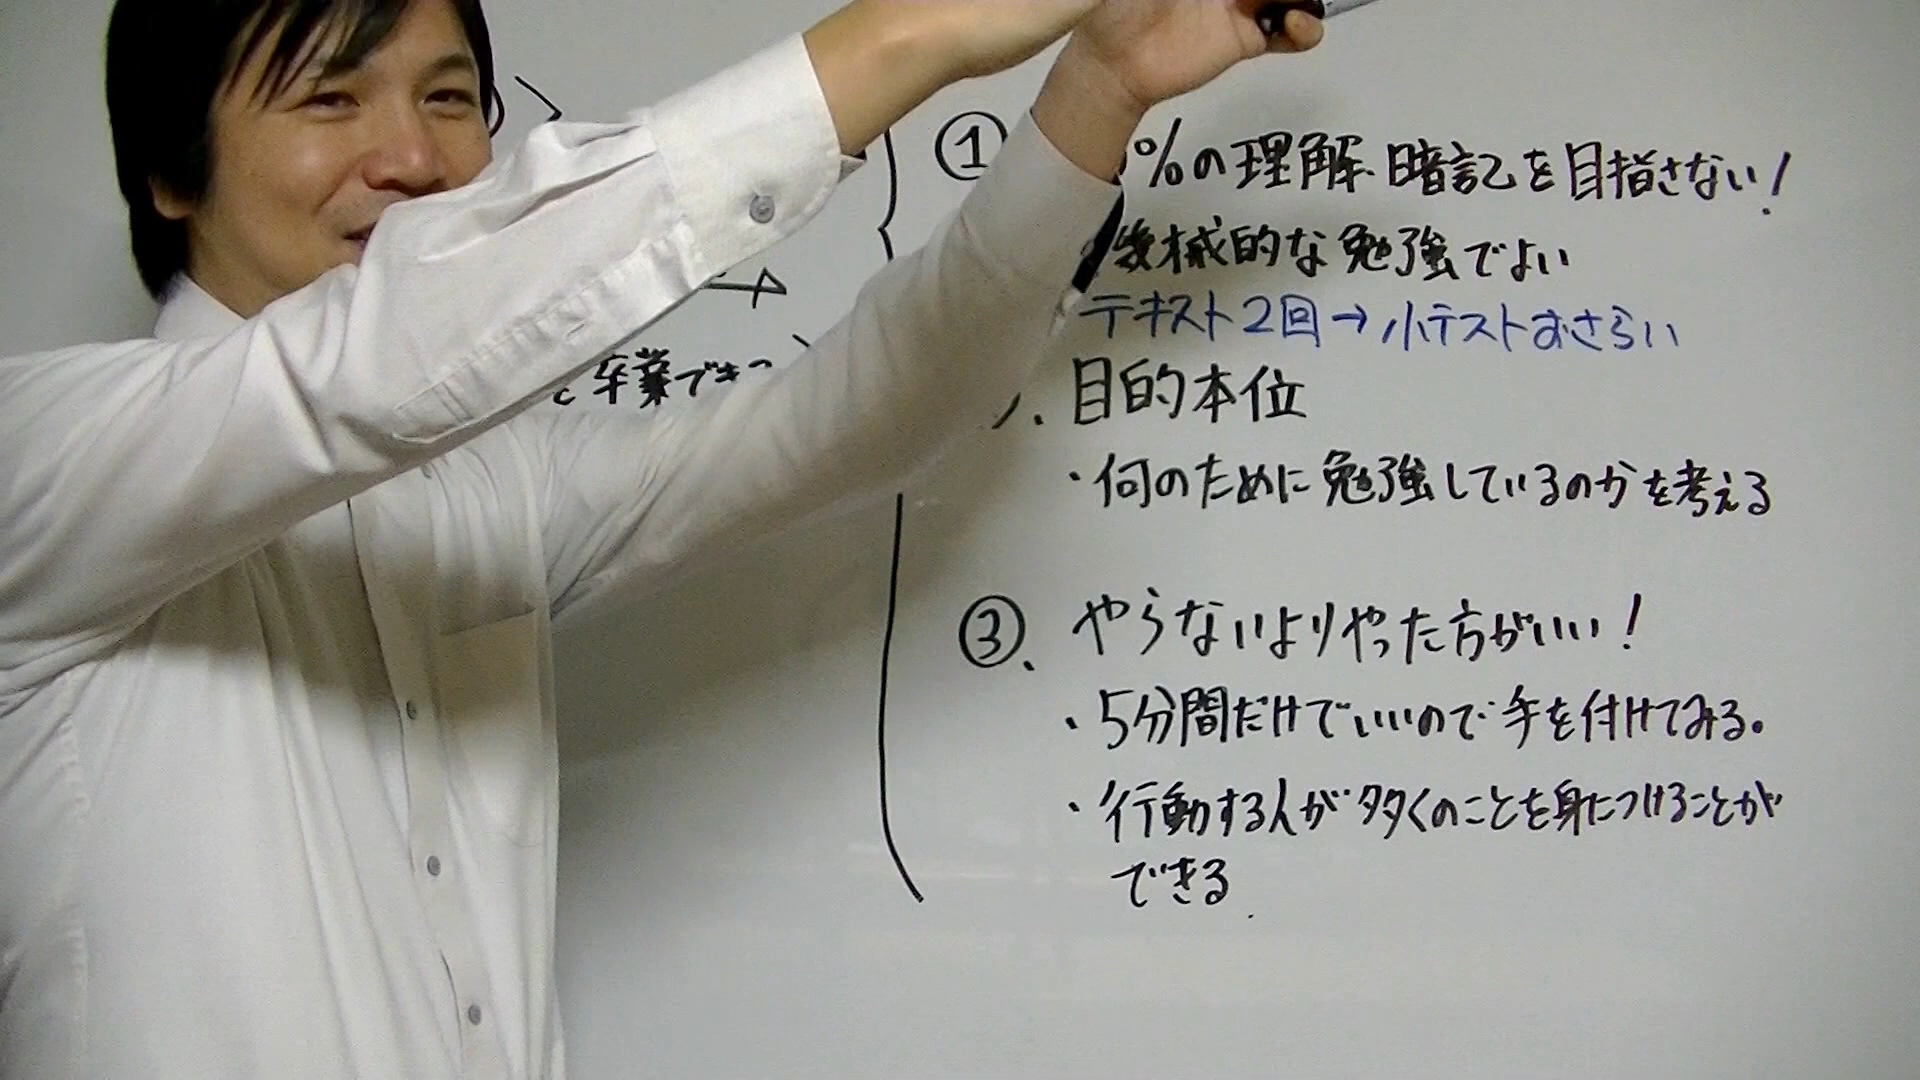 卒業でき
① %の理解、暗記を目指さない!
機械的な勉強でよい
テキスト2回→小テストおさらい
目的本位
・何のために勉強しているのかを考える
③、やらないよりやった方がいい!
・5分間だけでいいので手を付けてみる。
・行動する人が多くのことを身につけることが
できる